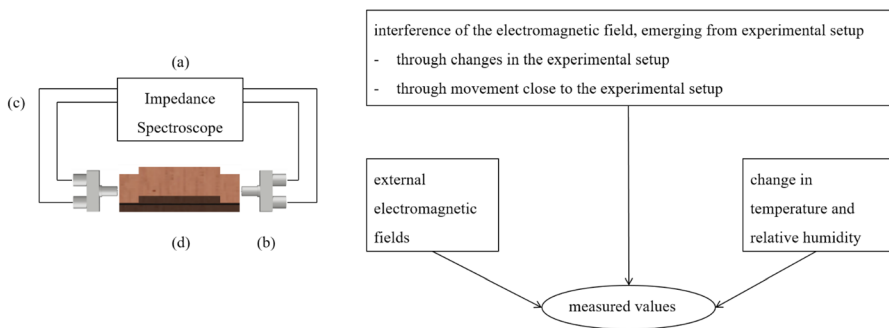 (a)
(c)
Impedance
Spectroscope
(d)
(b)
interference of the electromagnetic field, emerging from experimental setup
- through changes in the experimental setup
- through movement close to the experimental setup
external
electromagnetic
fields
change in
temperature and
relative humidity
measured values